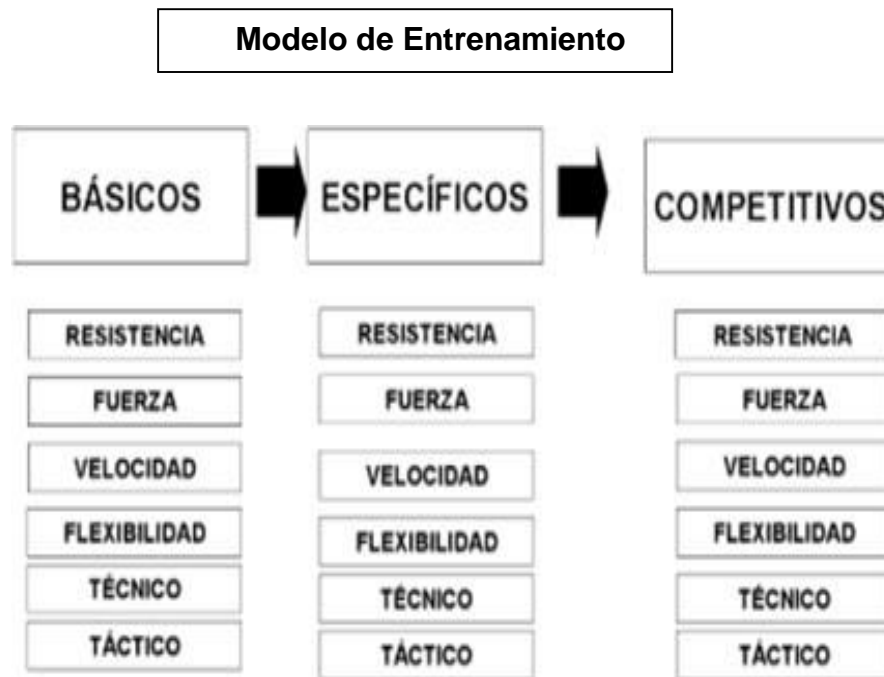 Modelo de Entrenamiento
BÁSICOS
ESPECÍFICOS
COMPETITIVOS
RESISTENCIA
FUERZA
VELOCIDAD
FLEXIBILIDAD
TÉCNICO
TÁCTICO
RESISTENCIA
FUERZA
VELOCIDAD
FLEXIBILIDAD
TÉCNICO
TÁCTICO
RESISTENCIA
FUERZA
VELOCIDAD
FLEXIBILIDAD
TÉCNICO
TÁCTICO